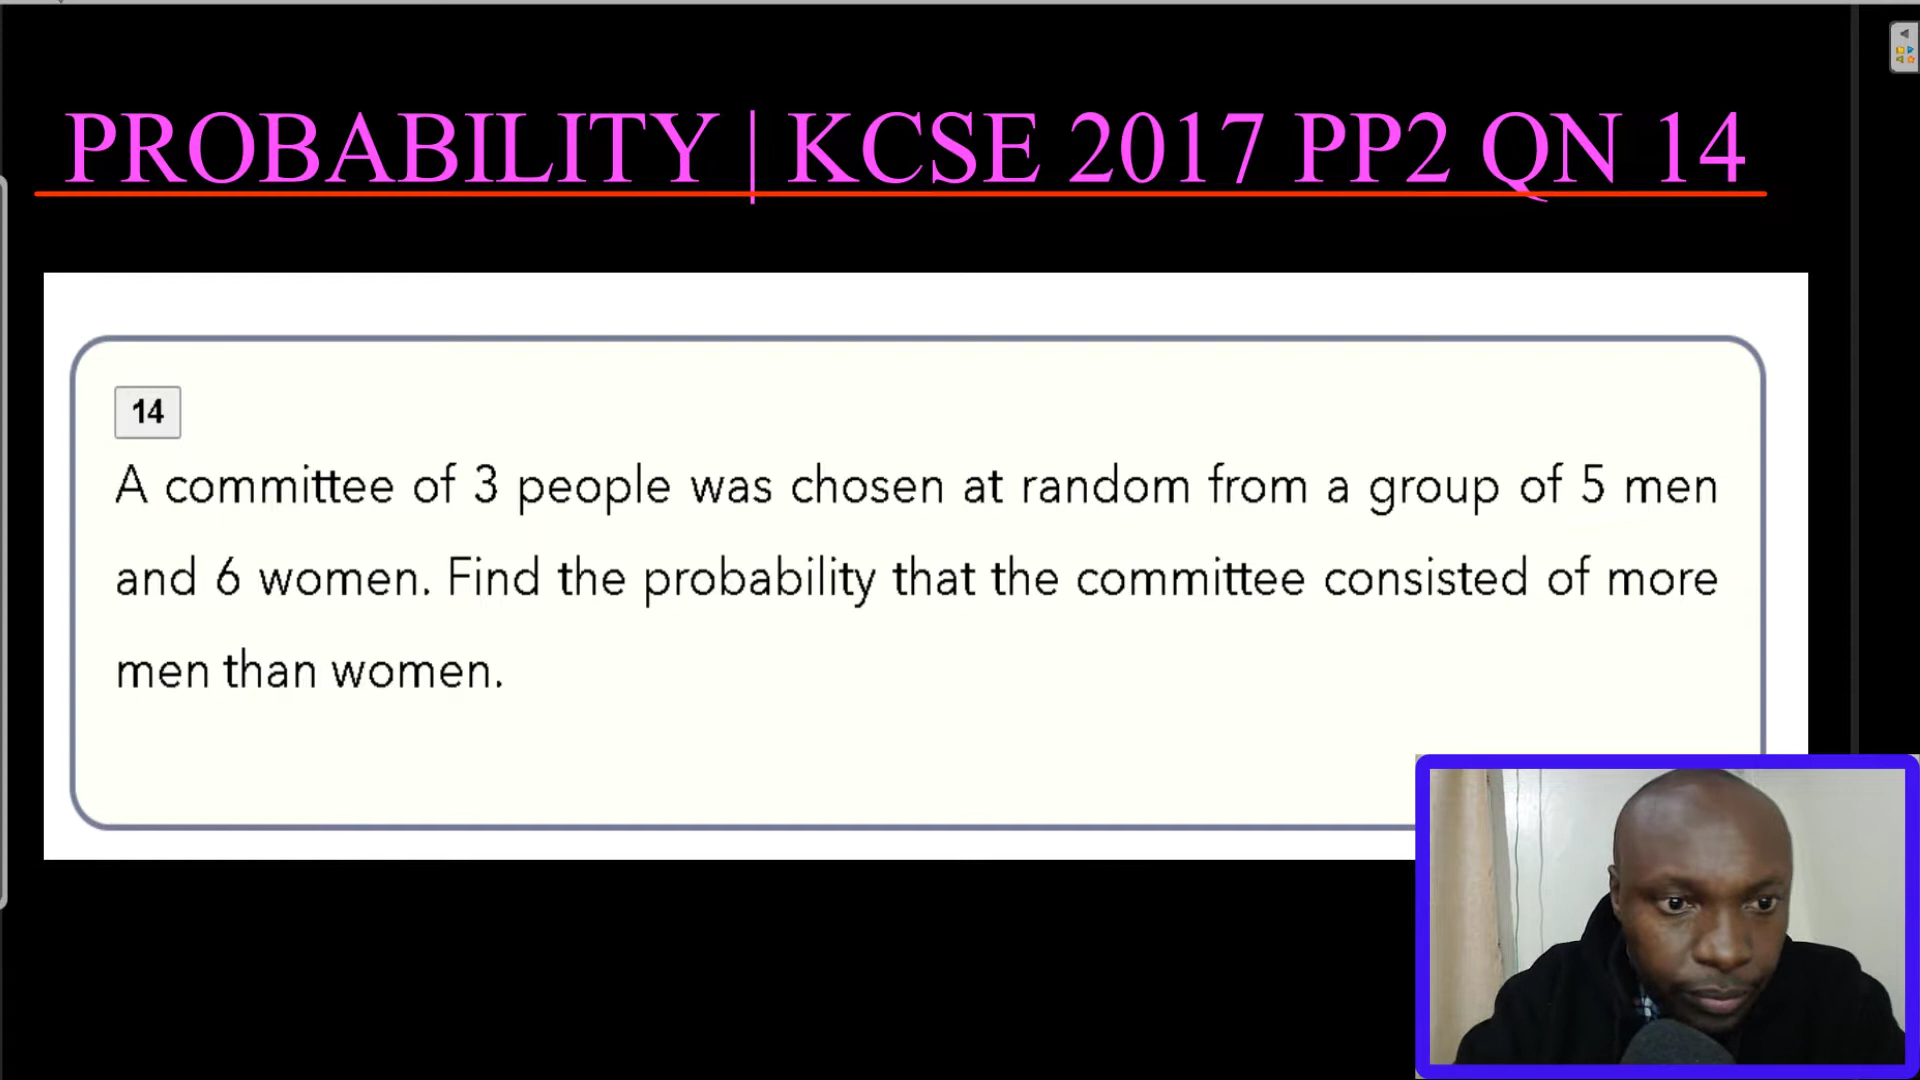 PROBABILITY | KCSE 2017 PP2 QN 14
14
A committee of 3 people was chosen at random from a group of 5 men
and 6 women. Find the probability that the committee consisted of more
men than women.